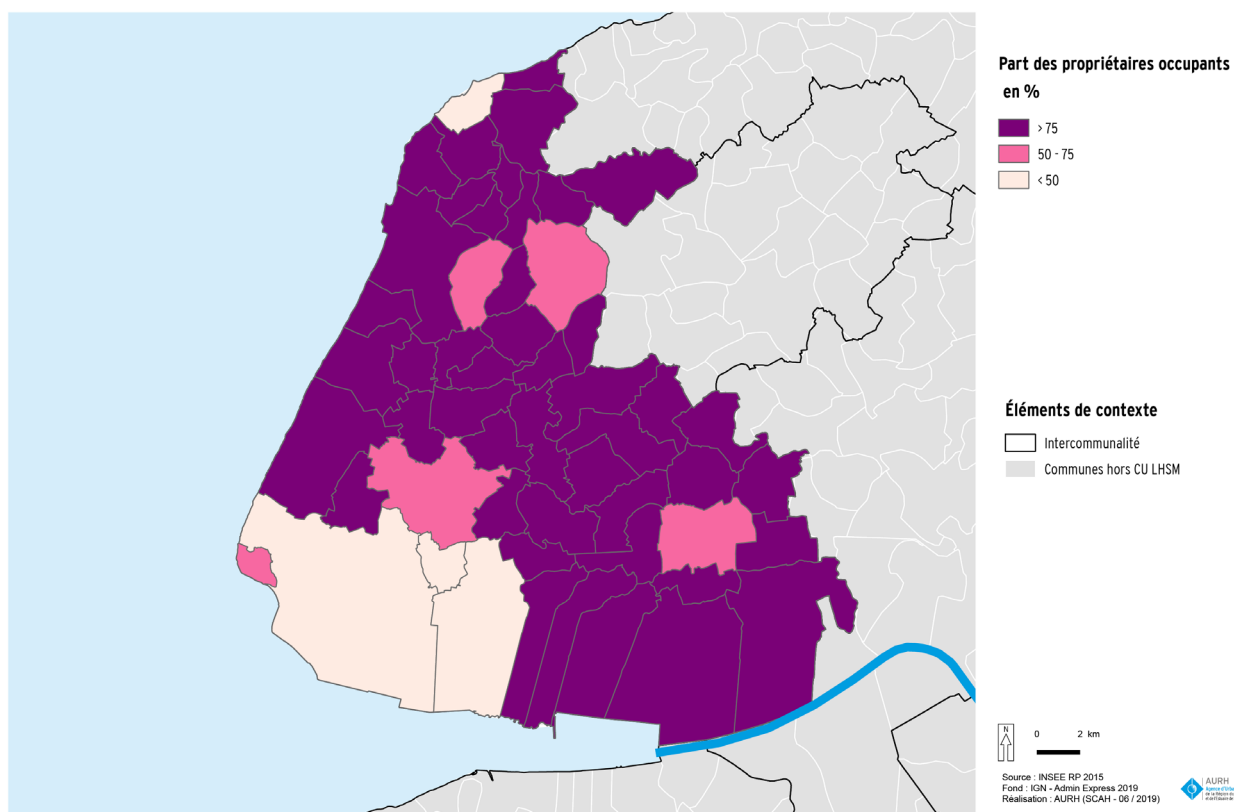 Part des propriétaires occupants
en %
> 75
50 - 75
< 50
Éléments de contexte
Intercommunalité
Communes hors CU LHSM
N
0 2 km
Source : INSEE RP 2015
Fond : IGN - Admin Express 2019
Réalisation : AURH (SCAH - 06 / 2019)
AURH